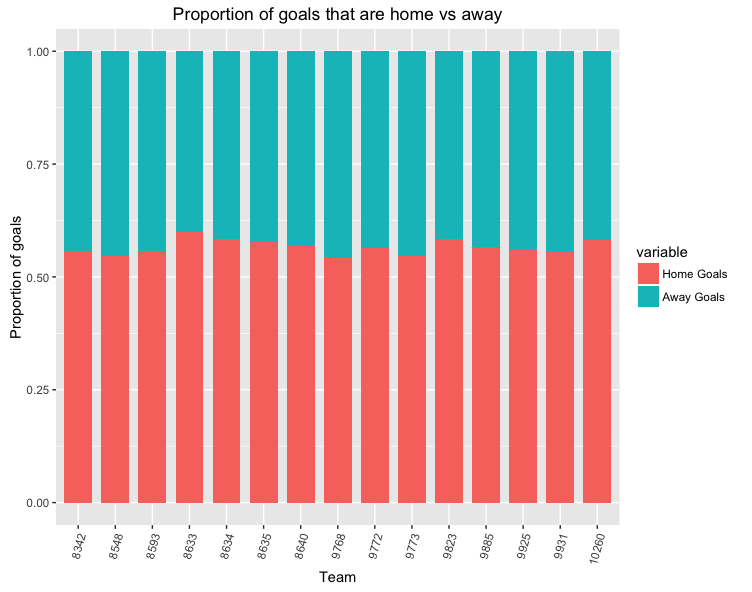 Proportion of goals that are home vs away
Proportion of goals
1.00
0.75
0.50
0.25
0.00
8342 8548 8593 8633 8634 8635 8640 9768 9772 9773 9823 9885 9925 9931 10260
Team
variable
Home Goals
Away Goals